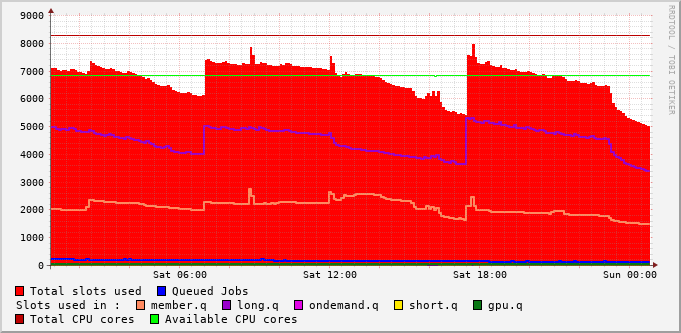 9000
8000
7000
6000
5000
4000
3000
2000
1000
0
Sat 06:00 Sat 12:00 Sat 18:00 Sun 00:00
RRDTOOL / TOBI OETIKER
Total slots used Queued Jobs
Slots used in : member.q long.q ondemand.q short.q gpu.q
Total CPU cores Available CPU cores